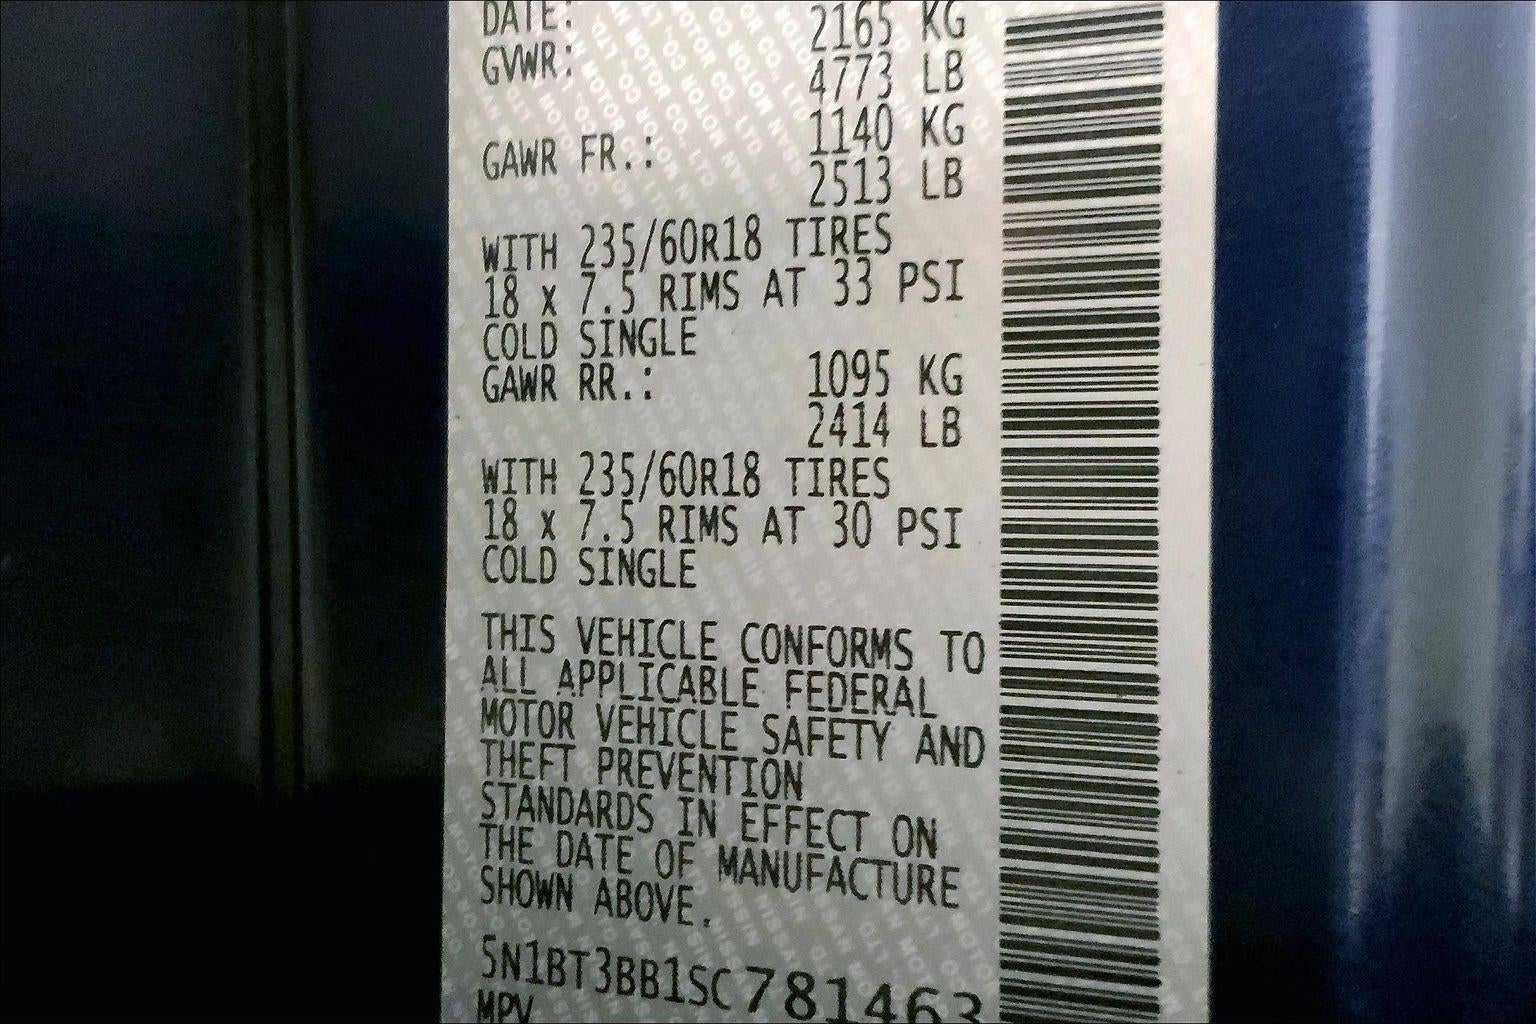 DATE:
GVWR: 2165 KG
4773 LB
GAWR FR.: 1140 KG
2513 LB
WITH 235/60R18 TIRES
18 x 7.5 RIMS AT 33 PSI
COLD SINGLE
GAWR RR.: 1095 KG
2414 LB
WITH 235/60R18 TIRES
18 x 7.5 RIMS AT 30 PSI
COLD SINGLE
THIS VEHICLE CONFORMS TO
ALL APPLICABLE FEDERAL
MOTOR VEHICLE SAFETY AND
THEFT PREVENTION
STANDARDS IN EFFECT ON
THE DATE OF MANUFACTURE
SHOWN ABOVE.
5N1BT3BB1SC781463
MPV